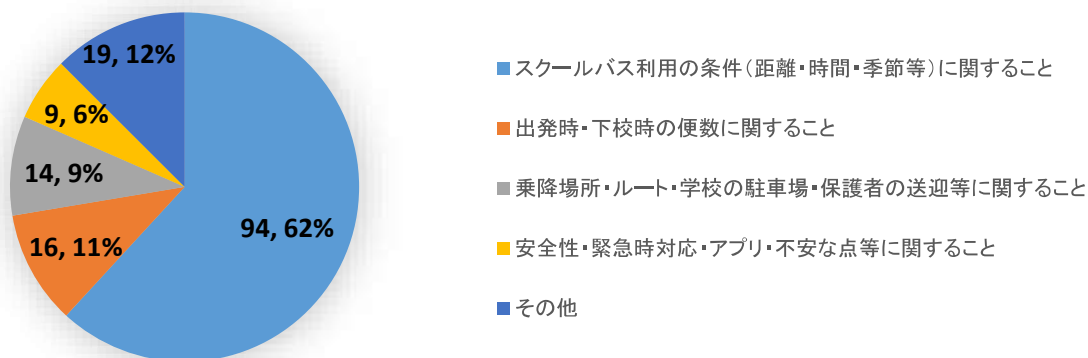 19, 12%
9, 6%
14, 9%
16, 11%
94, 62%
スクールバス利用の条件（距離・時間・季節等）に関すること
出発時・下校時の便数に関すること
乗降場所・ルート・学校の駐車場・保護者の送迎等に関すること
安全性・緊急時対応・アプリ・不安な点等に関すること
その他